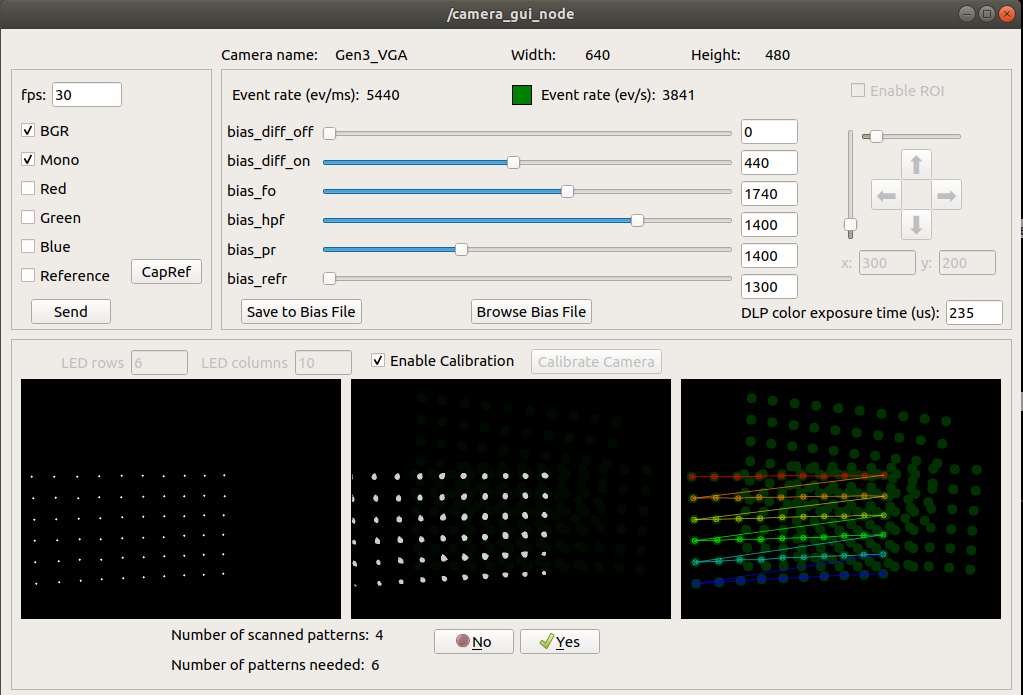 /camera_gui_node
Camera name: Gen3_VGA Width: 640 Height: 480
fps: 30
BGR
Mono
Red
Green
Blue
Reference CapRef
Send
Event rate (ev/ms): 5440 Event rate (ev/s): 3841
bias_diff_off 0
bias_diff_on 440
bias_fo 1740
bias_hpf 1400
bias_pr 1400
bias_refr 1300
Save to Bias File Browse Bias File
Enable ROI
x: 300 y: 200
DLP color exposure time (us): 235
LED rows 6 LED columns 10 Enable Calibration Calibrate Camera
Number of scanned patterns: 4
Number of patterns needed: 6
No Yes